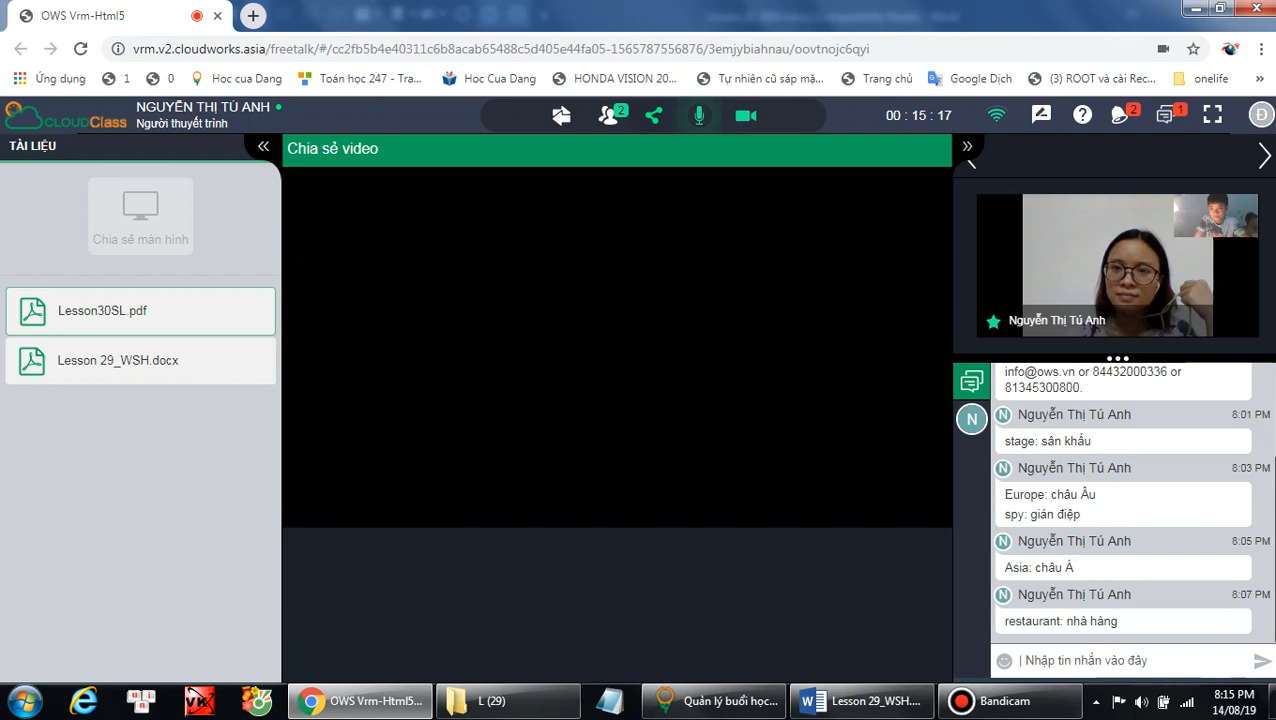 OWS Vrm-Html5
vrm.v2.cloudworks.asia/freetalk/#/cc2fb5b4e40311c6b8acab65488c5d405e44fa05-1565787556876/3emjybiahnau/oovtnojc6qyi
Ứng dụng
1
0
Hoc cua Dang
Toán học 247 - Tra...
Học Cua Dang
HONDA VISION 20...
Tự nhiên cũ sáp mặ...
Trang chủ
Google Dịch
(3) ROOT và cài Rec...
onelife
»
CLOUDClass
NGUYỄN THỊ TÚ ANH
Người thuyết trình
2
00 : 15 : 17
2
1
Đ
TÀI LIỆU
Chia sẻ màn hình
Lesson30SL.pdf
Lesson 29_WSH.docx
Chia sẻ video
Nguyễn Thị Tú Anh
info@ows.vn or 84432000336 or
81345300800.
N
N Nguyễn Thị Tú Anh 8:01 PM
stage: sân khấu
N Nguyễn Thị Tú Anh 8:03 PM
Europe: châu Âu
spy: gián điệp
N Nguyễn Thị Tú Anh 8:05 PM
Asia: châu Á
N Nguyễn Thị Tú Anh 8:07 PM
restaurant: nhà hàng
Nhập tin nhắn vào đây
OWS Vrm-Html5...
L (29)
Quản lý buổi học...
Lesson 29_WSH....
Bandicam
8:15 PM
14/08/19